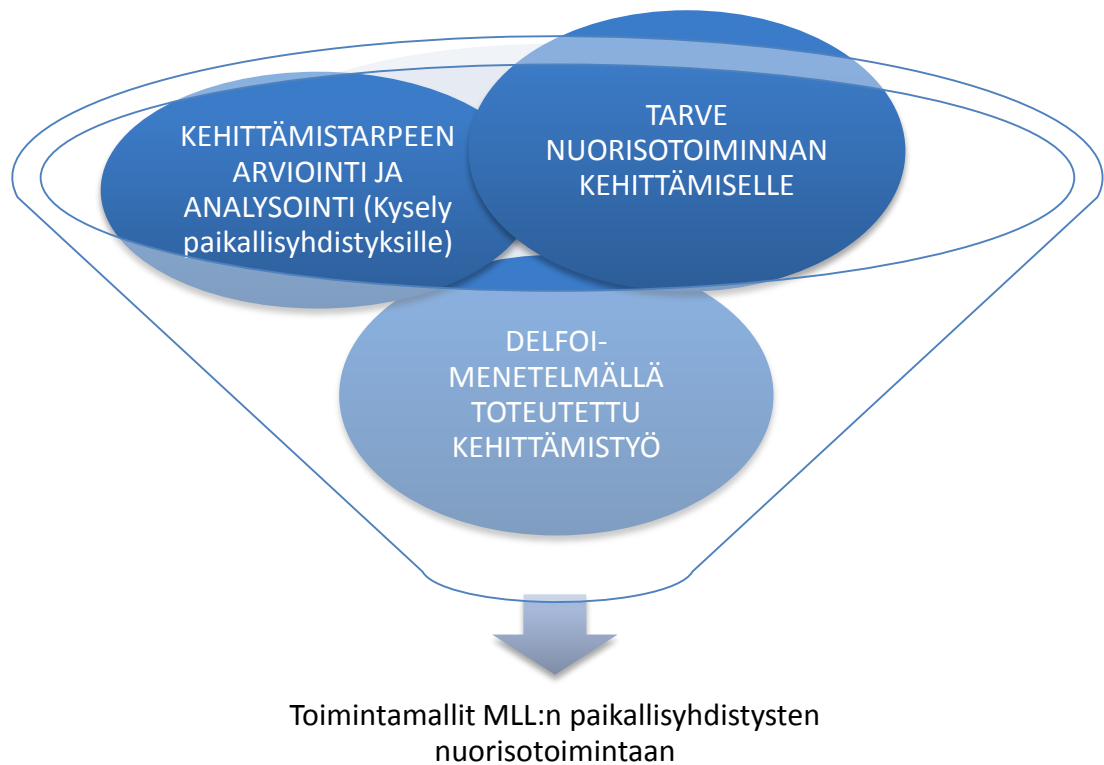 KEHITTÄMISTARPEEN
ARVIOINTI JA
ANALYSOINTI (Kysely
paikallisyhdistyksille)
TARVE
NUORISOTOIMINNAN
KEHITTÄMISELLE
DELFOI-
MENETELMÄLLÄ
TOTEUTETTU
KEHITTÄMISTYÖ
Toimintamallit MLL:n paikallisyhdistysten
nuorisotoimintaan